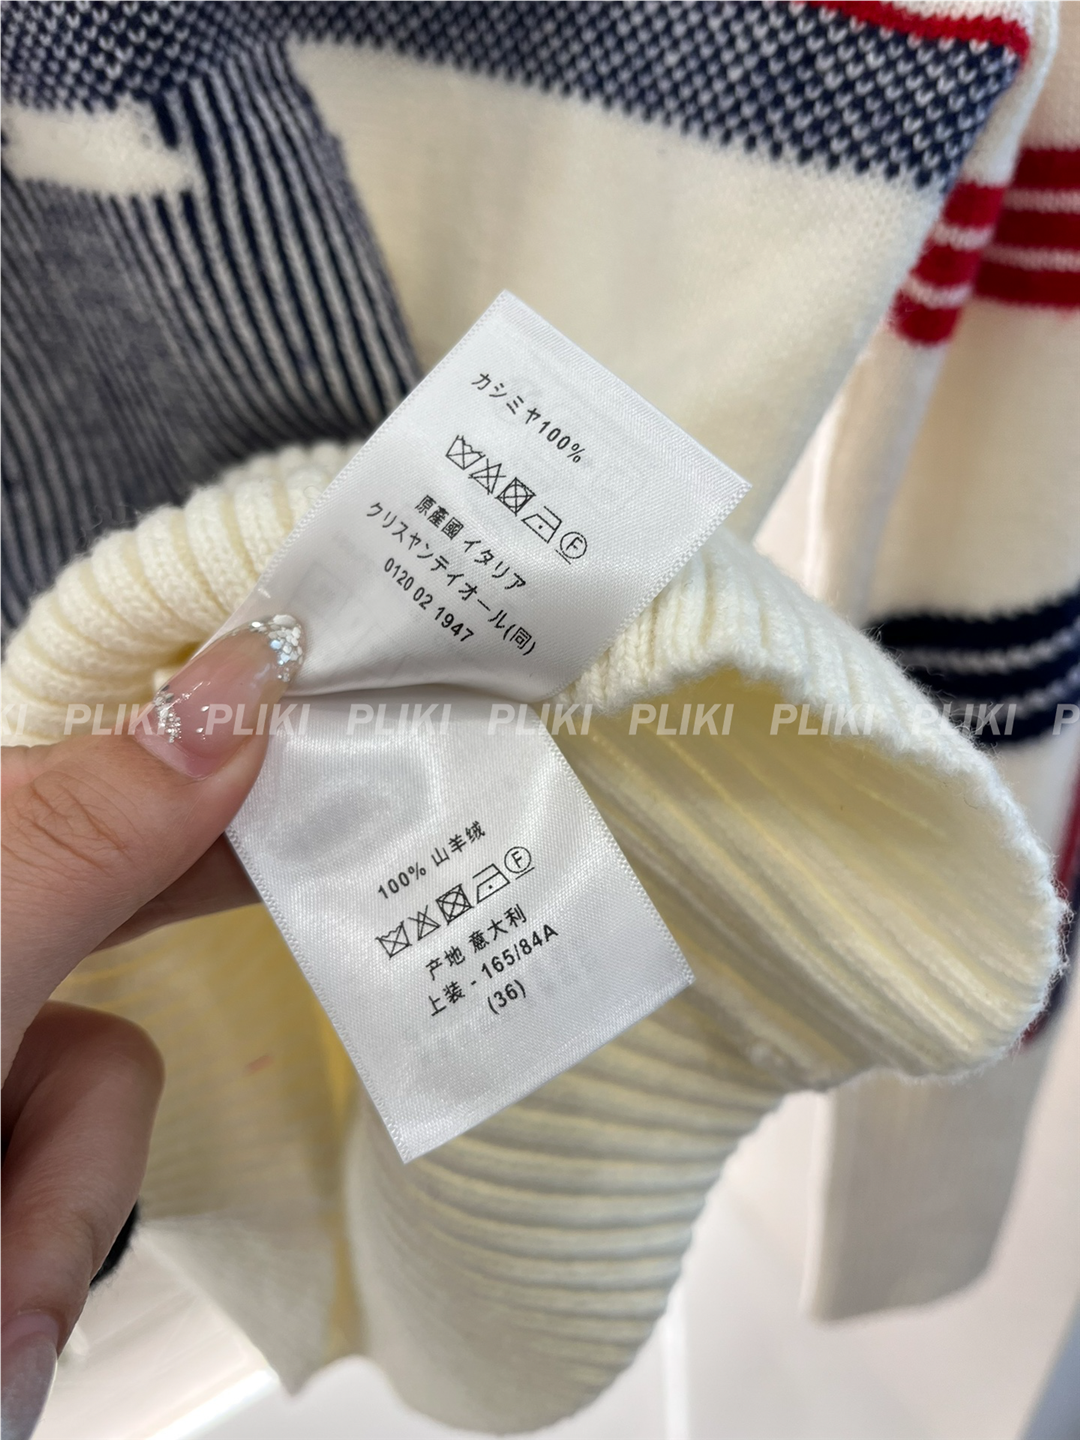 カシミヤ100%
F
原產國 イタリア
クリスヤンテイオール(同)
0120 02 1947
PLIKI PLIKI PLIKI PLIKI PLIKI PLIKI PLIKI
100% 山羊绒
F
产地 意大利
上装 - 165/84A
(36)